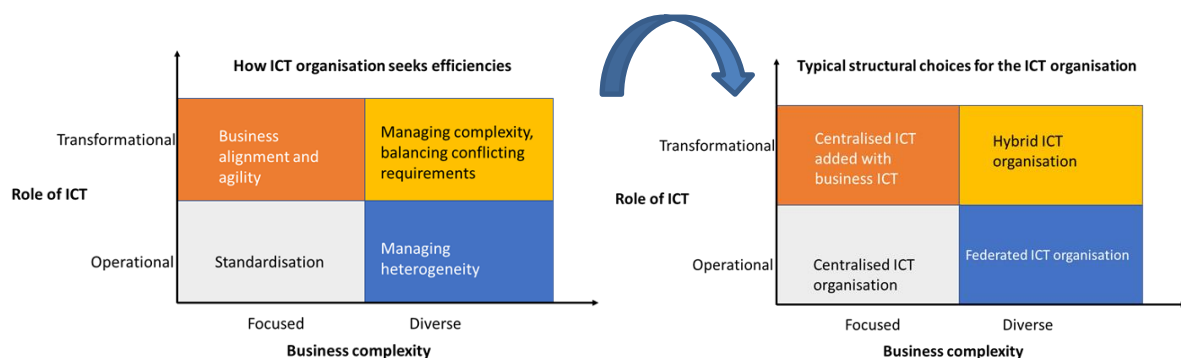 How ICT organisation seeks efficiencies
Transformational
Business
alignment and
agility
Managing complexity,
balancing conflicting
requirements
Role of ICT
Operational
Standardisation
Managing
heterogeneity
Focused
Diverse
Business complexity
Typical structural choices for the ICT organisation
Transformational
Centralised ICT
added with
business ICT
Hybrid ICT
organisation
Role of ICT
Operational
Centralised ICT
organisation
Federated ICT organisation
Focused
Diverse
Business complexity